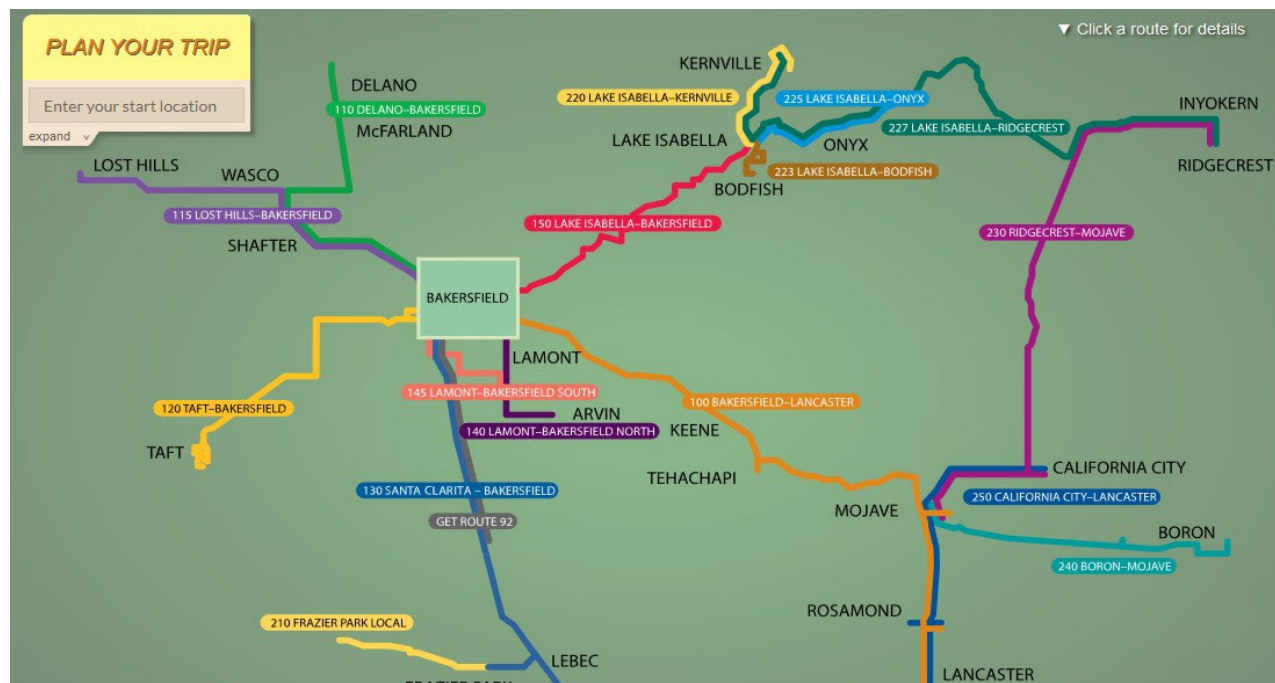 PLAN YOUR TRIP
Enter your start location
expand v
▼ Click a route for details
KERNVILLE
DELANO
220 LAKE ISABELLA–KERNVILLE
225 LAKE ISABELLA–ONYX
INYOKERN
110 DELANO–BAKERSFIELD
McFARLAND
227 LAKE ISABELLA–RIDGECREST
LAKE ISABELLA
ONYX
LOST HILLS
WASCO
RIDGECREST
223 LAKE ISABELLA–BODFISH
BODFISH
115 LOST HILLS–BAKERSFIELD
150 LAKE ISABELLA–BAKERSFIELD
230 RIDGECREST–MOJAVE
SHAFTER
BAKERSFIELD
LAMONT
145 LAMONT–BAKERSFIELD SOUTH
100 BAKERSFIELD–LANCASTER
120 TAFT–BAKERSFIELD
ARVIN
140 LAMONT–BAKERSFIELD NORTH
KEENE
TAFT
CALIFORNIA CITY
TEHACHAPI
130 SANTA CLARITA – BAKERSFIELD
250 CALIFORNIA CITY–LANCASTER
MOJAVE
GET ROUTE 92
BORON
240 BORON–MOJAVE
ROSAMOND
210 FRAZIER PARK LOCAL
LEBEC
LANCASTER
FRAZIER PARK